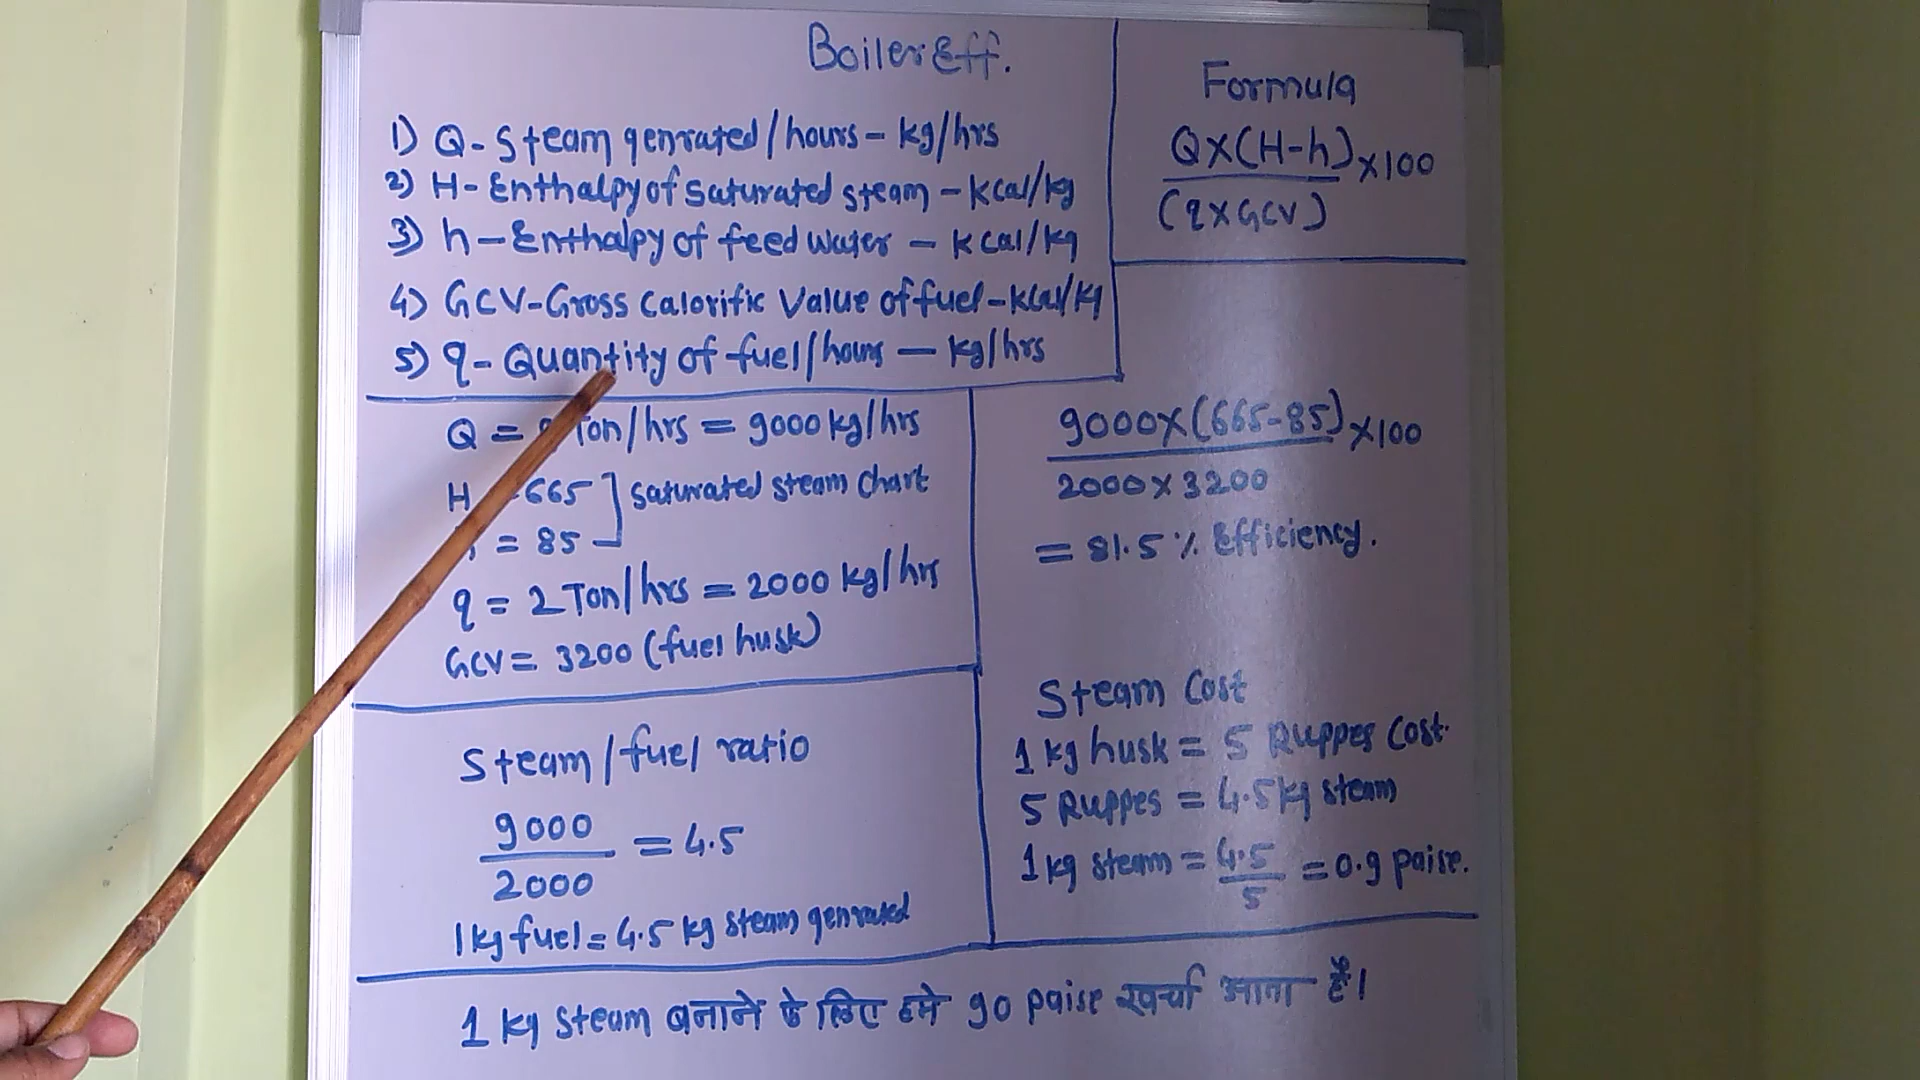 Boiler Eff.
1) Q - Steam genrated / hours - kg/hrs
2) H - Enthalpy of saturated steam - kcal/kg
3) h - Enthalpy of feed water - kcal/kg
4) GCV - Gross Calorific Value of fuel - kcal/kg
5) q - Quantity of fuel / hours - kg/hrs
Formula
Q X (H-h) X 100
(q X GCV)
Q = Ton/hrs = 9000 kg/hrs
H 665 ] saturated steam chart
= 85
q = 2 Ton/hrs = 2000 kg/hrs
GCV = 3200 (fuel husk)
9000 X (665-85) X 100
2000 X 3200
= 81.5 % Efficiency.
Steam / fuel ratio
9000
= 4.5
2000
1 kg fuel = 4.5 kg steam genrated
Steam Cost
1 kg husk = 5 Ruppes Cost.
5 Ruppes = 4.5 kg steam
1 kg steam = 4.5 = 0.9 paise.
5
1 kg steam बनाने के लिए हमे 90 paise खर्चा आता है।